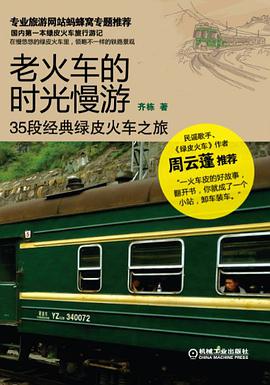 专业旅游网站蚂蜂窝专题推荐
国内第一本绿皮火车旅行游记
在慢悠悠的绿皮火车里，领略不一样的铁路景观
老火车的
时光慢游
齐栋 著
35段经典绿皮火车之旅
民谣歌手、
《绿皮火车》作者
周云蓬推荐
“一火车皮的好故事，
翻开书，你就成了一个
小站，卸车装车。”
YZ 340072
机械工业出版社
CHINA MACHINE PRESS